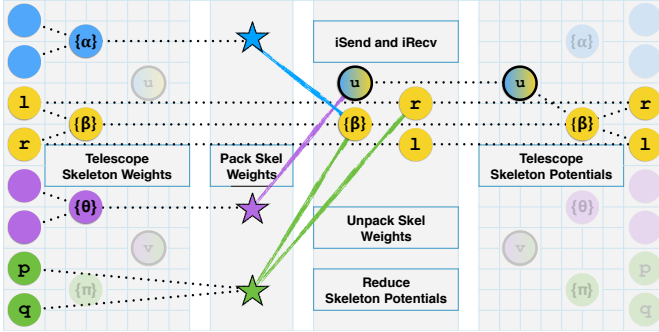 {α}
iSend and iRecv
{α}
u
u
u
l
r
r
{β}
{β}
{β}
r
l
l
Telescope
Skeleton Weights
Pack Skel
Weights
Telescope
Skeleton Potentials
{θ}
{θ}
Unpack Skel
Weights
v
v
p
{π}
Reduce
Skeleton Potentials
{π}
p
q
q